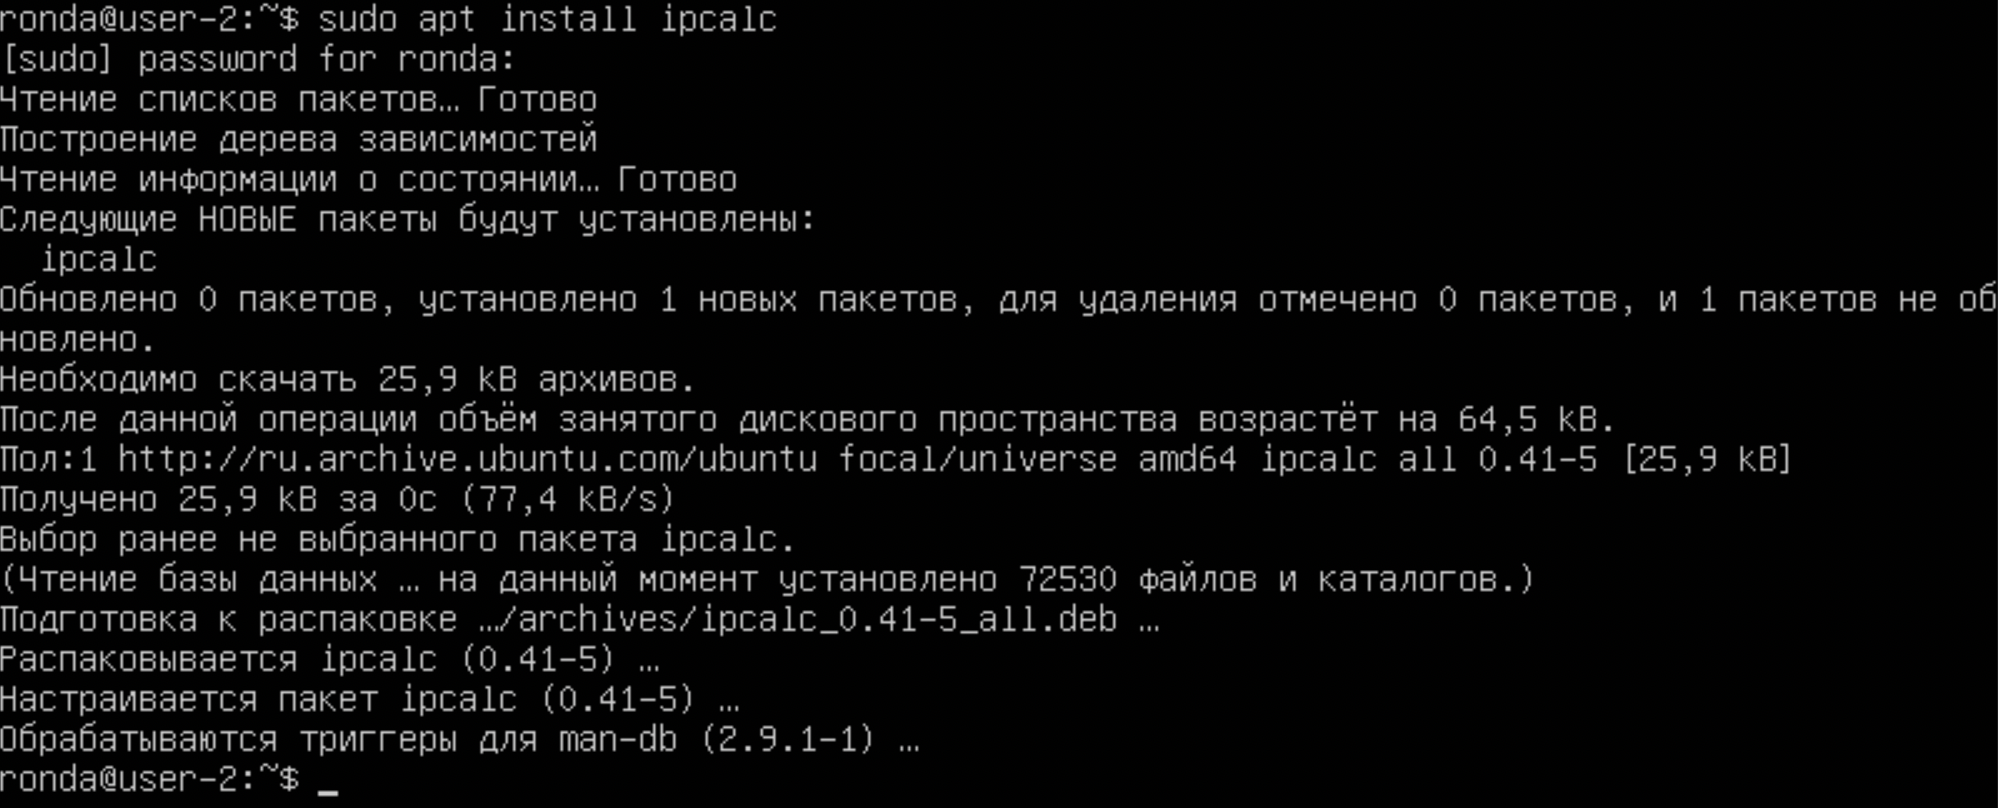 ronda@user-2:~$ sudo apt install ipcalc
[sudo] password for ronda:
Чтение списков пакетов… Готово
Построение дерева зависимостей
Чтение информации о состоянии… Готово
Следующие НОВЫЕ пакеты будут установлены:
  ipcalc
Обновлено 0 пакетов, установлено 1 новых пакетов, для удаления отмечено 0 пакетов, и 1 пакетов не об
новлено.
Необходимо скачать 25,9 kB архивов.
После данной операции объём занятого дискового пространства возрастёт на 64,5 kB.
Пол:1 http://ru.archive.ubuntu.com/ubuntu focal/universe amd64 ipcalc all 0.41-5 [25,9 kB]
Получено 25,9 kB за 0с (77,4 kB/s)
Выбор ранее не выбранного пакета ipcalc.
(Чтение базы данных … на данный момент установлено 72530 файлов и каталогов.)
Подготовка к распаковке …/archives/ipcalc_0.41-5_all.deb …
Распаковывается ipcalc (0.41-5) …
Настраивается пакет ipcalc (0.41-5) …
Обрабатываются триггеры для man-db (2.9.1-1) …
ronda@user-2:~$ _